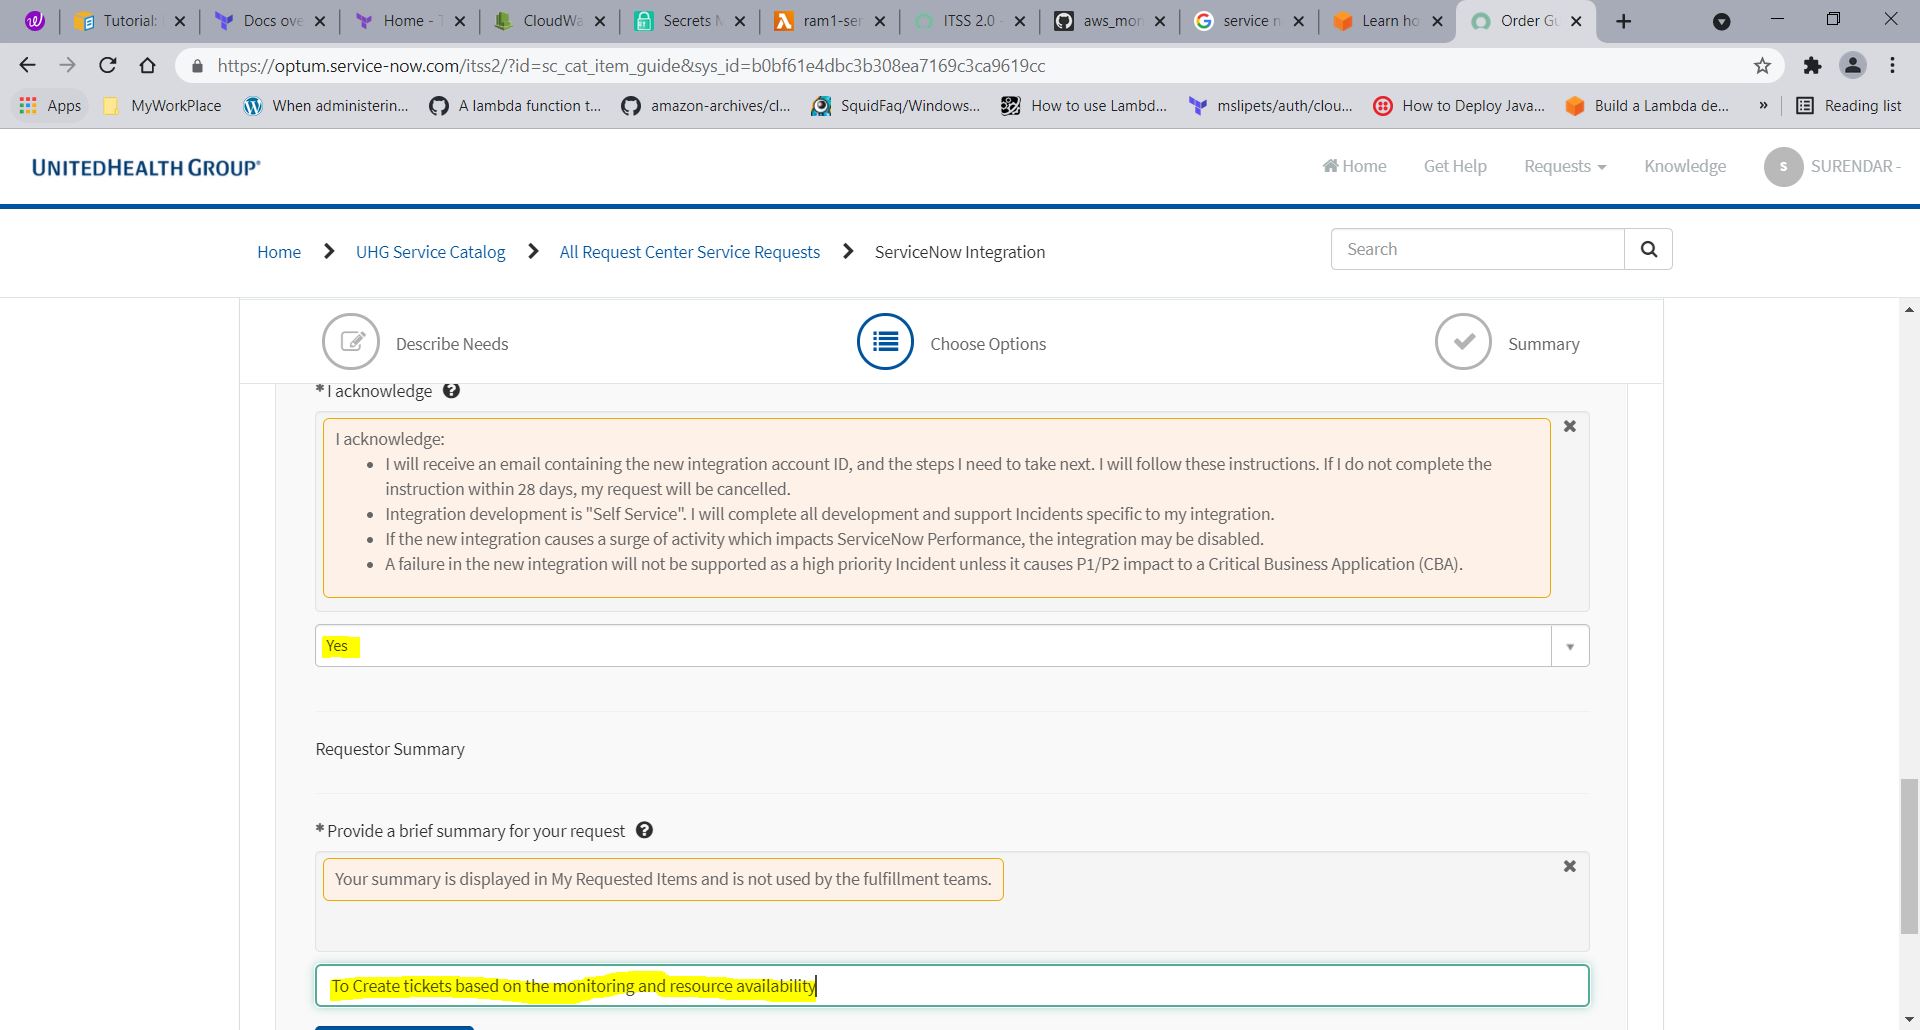 Tutorial:
Docs ove
Home - T
CloudWa
Secrets M
ram1-ser
ITSS 2.0 -
aws_mon
service n
Learn ho
Order Gu
https://optum.service-now.com/itss2/?id=sc_cat_item_guide&sys_id=b0bf61e4dbc3b308ea7169c3ca9619cc
Apps
MyWorkPlace
When administerin...
A lambda function t...
amazon-archives/cl...
SquidFaq/Windows...
How to use Lambd...
mslipets/auth/clou...
How to Deploy Java...
Build a Lambda de...
»
Reading list
UNITEDHEALTH GROUP®
Home
Get Help
Requests
Knowledge
S
SURENDAR -
Home
UHG Service Catalog
All Request Center Service Requests
ServiceNow Integration
Search
Describe Needs
Choose Options
Summary
* I acknowledge
I acknowledge:
• I will receive an email containing the new integration account ID, and the steps I need to take next. I will follow these instructions. If I do not complete the
instruction within 28 days, my request will be cancelled.
• Integration development is "Self Service". I will complete all development and support Incidents specific to my integration.
• If the new integration causes a surge of activity which impacts ServiceNow Performance, the integration may be disabled.
• A failure in the new integration will not be supported as a high priority Incident unless it causes P1/P2 impact to a Critical Business Application (CBA).
Yes
Requestor Summary
* Provide a brief summary for your request
Your summary is displayed in My Requested Items and is not used by the fulfillment teams.
To Create tickets based on the monitoring and resource availability